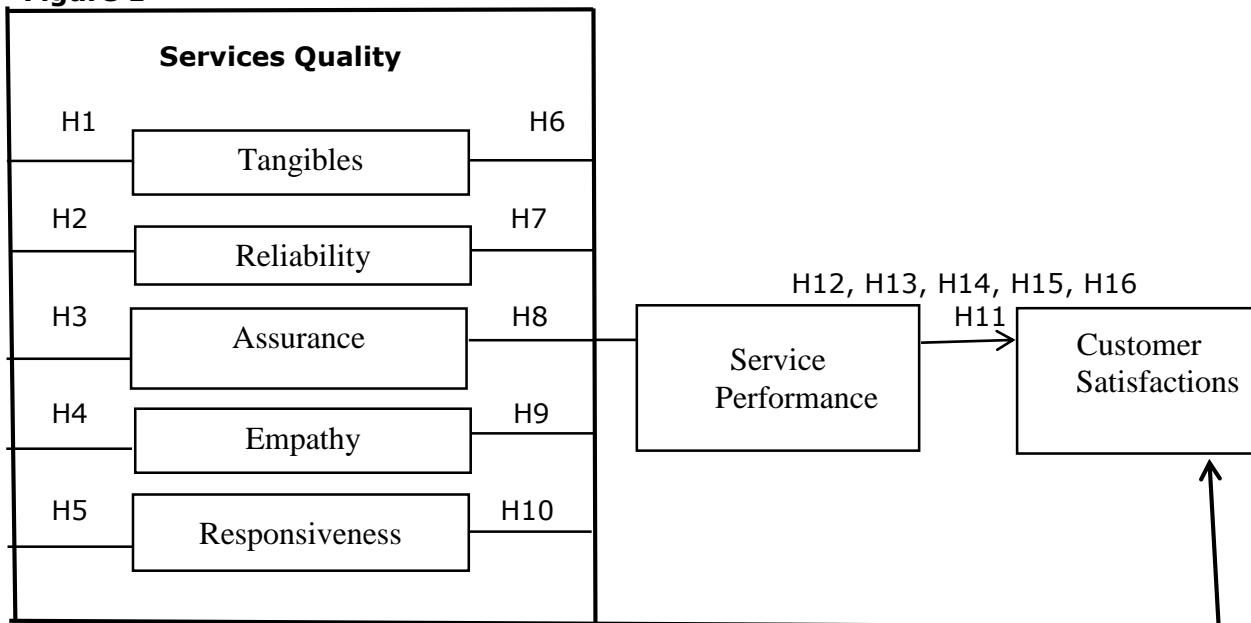 Services Quality
H1
H6
Tangibles
H2
H7
Reliability
H12, H13, H14, H15, H16
H3
H8
H11
Assurance
Service
Performance
Customer
Satisfactions
H4
H9
Empathy
H5
H10
Responsiveness